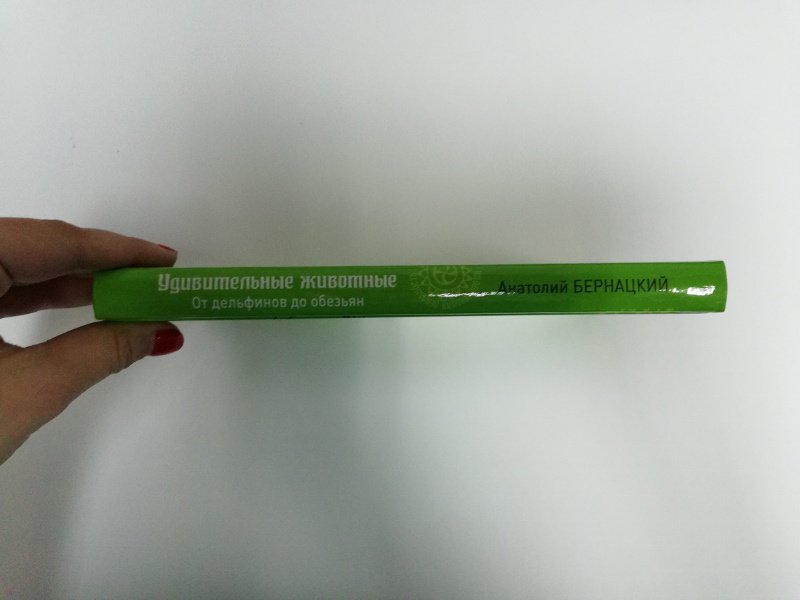 Удивительные животные
От дельфинов до обезьян
Анатолий БЕРНАЦКИЙ